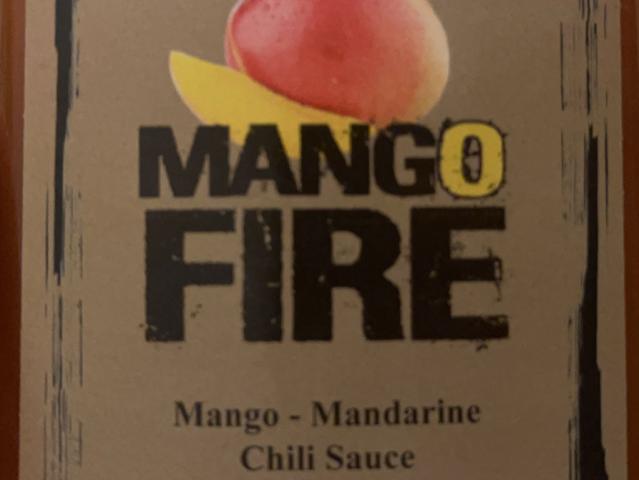 MANGO
FIRE
Mango - Mandarine
Chili Sauce